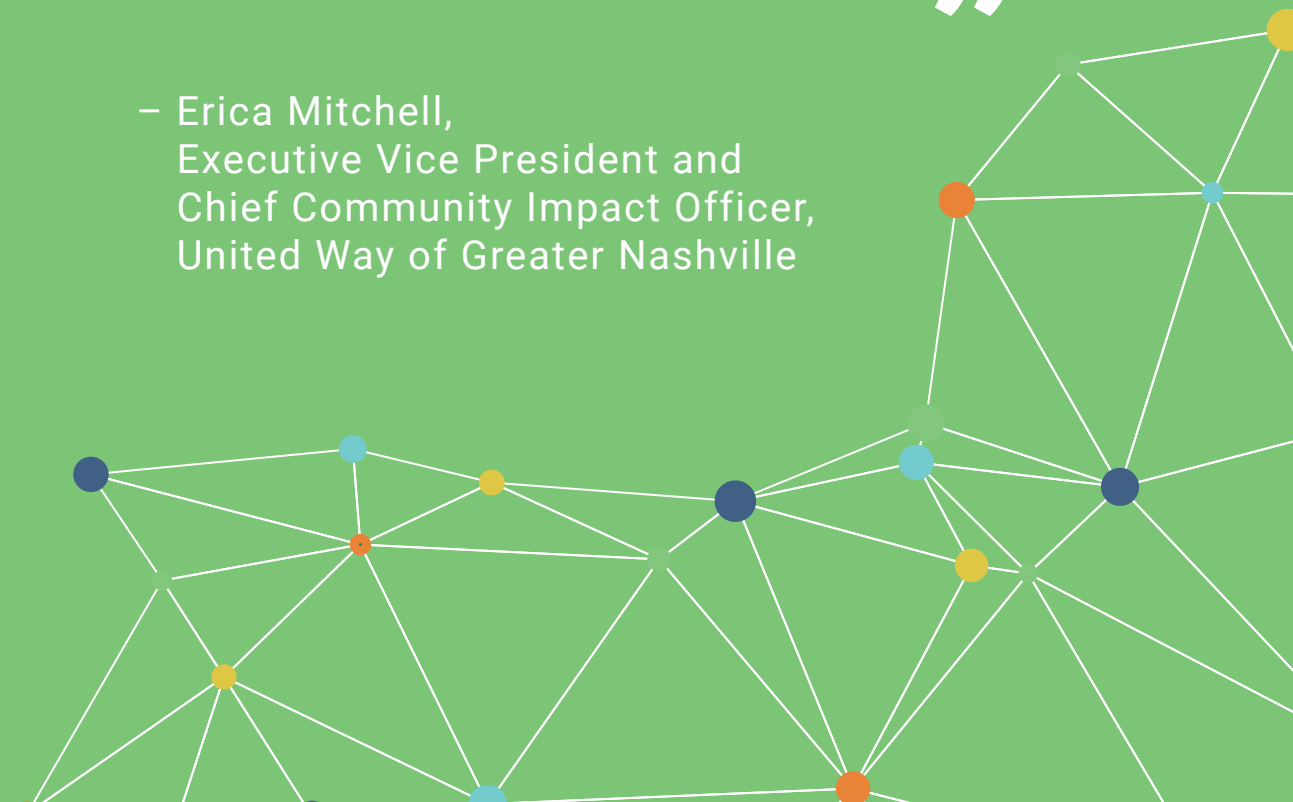 ”
– Erica Mitchell,
Executive Vice President and
Chief Community Impact Officer,
United Way of Greater Nashville